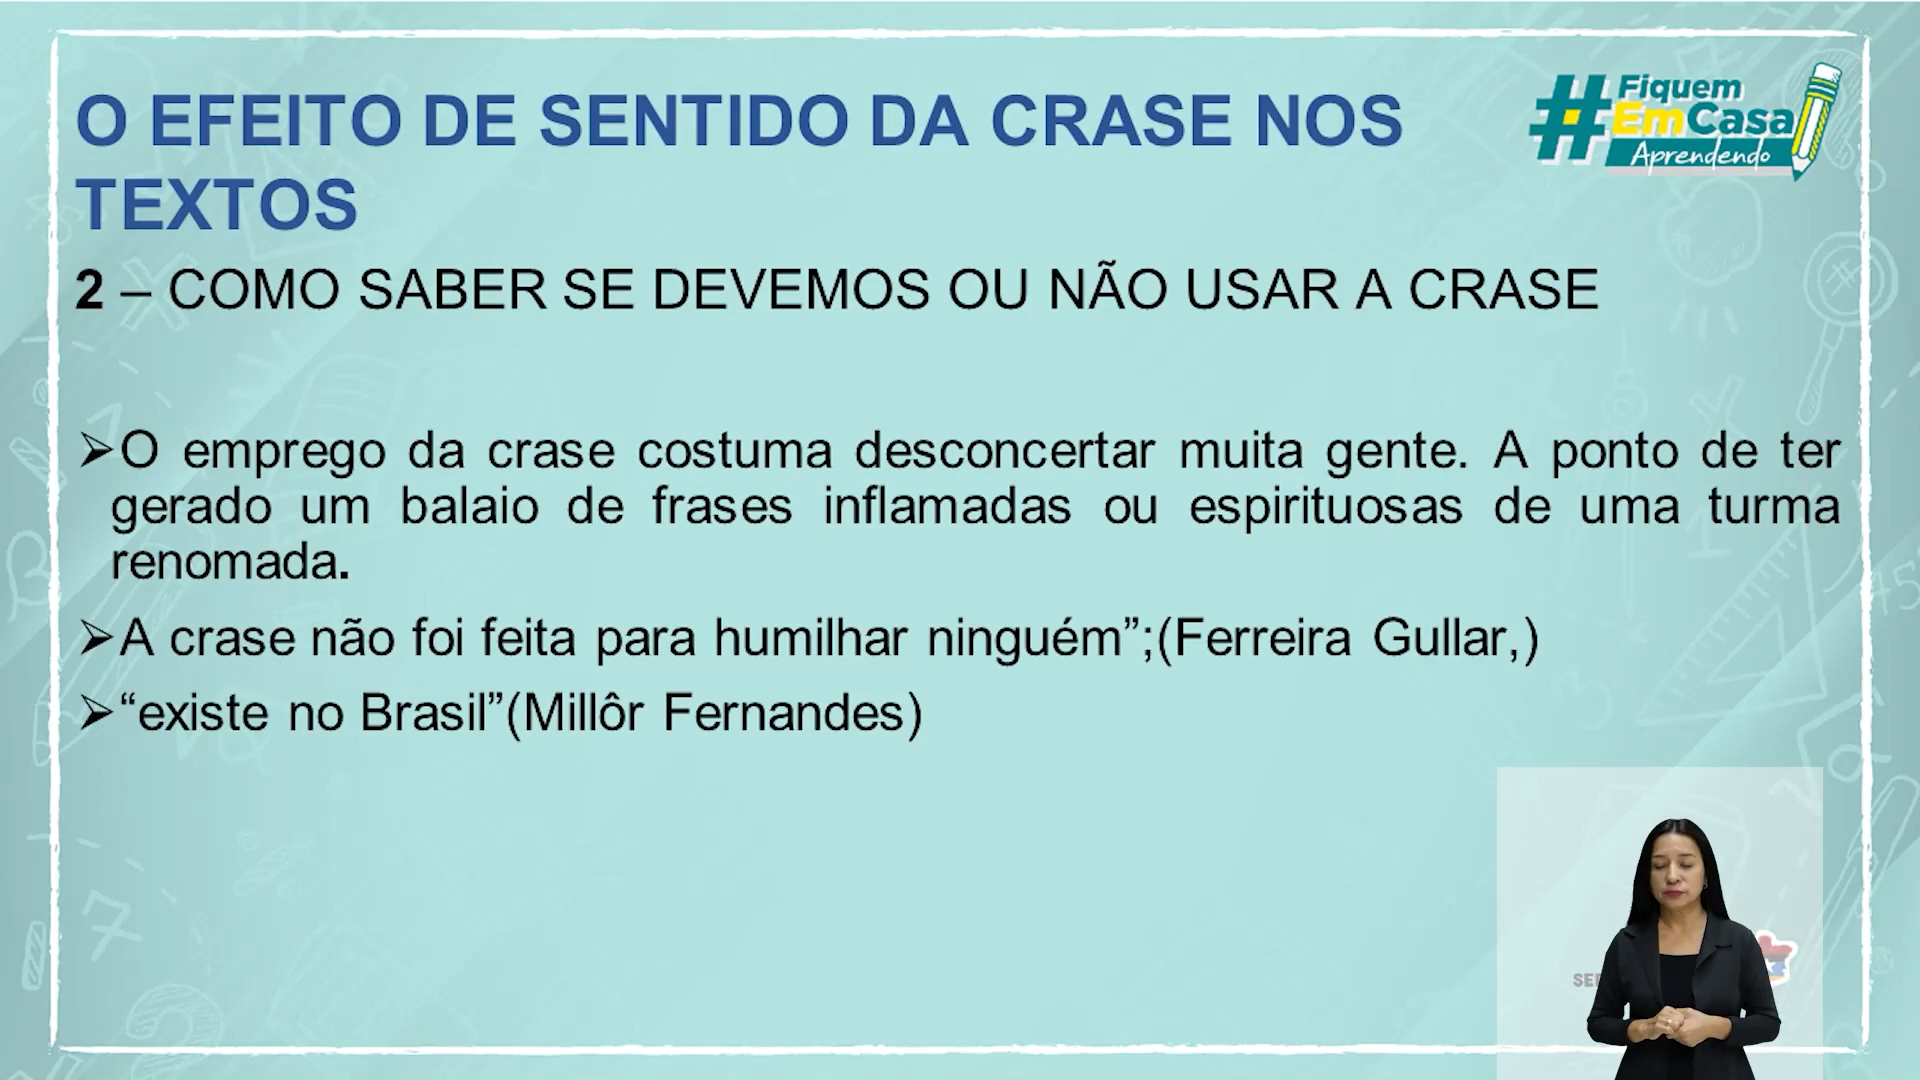 O EFEITO DE SENTIDO DA CRASE NOS
TEXTOS
#Fiquem
EmCasa
Aprendendo
2 – COMO SABER SE DEVEMOS OU NÃO USAR A CRASE
➢O emprego da crase costuma desconcertar muita gente. A ponto de ter
gerado um balaio de frases inflamadas ou espirituosas de uma turma
renomada.
➢A crase não foi feita para humilhar ninguém”;(Ferreira Gullar,)
➢“existe no Brasil”(Millôr Fernandes)